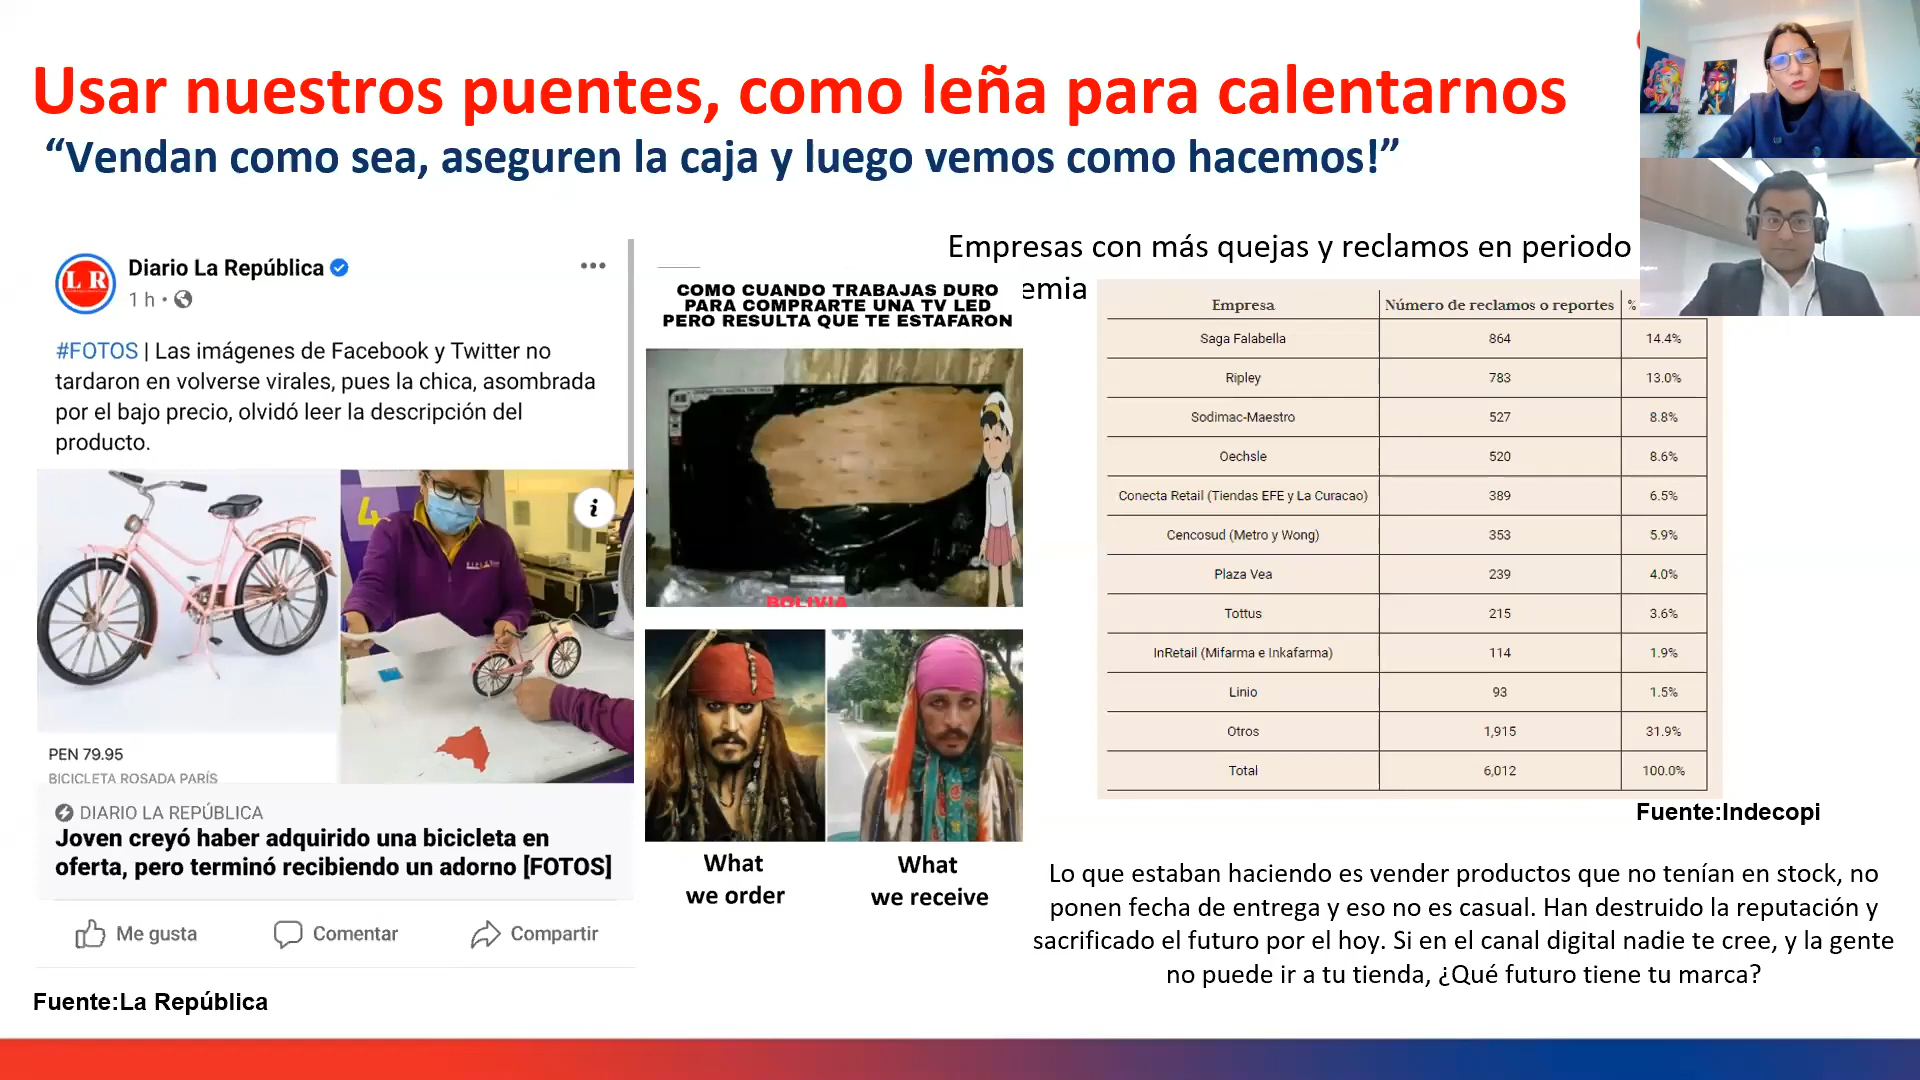 Usar nuestros puentes, como leña para calentarnos
“Vendan como sea, aseguren la caja y luego vemos como hacemos!”
LR
Diario La República
1 h
#FOTOS | Las imágenes de Facebook y Twitter no
tardaron en volverse virales, pues la chica, asombrada
por el bajo precio, olvidó leer la descripción del
producto.
4
i
PEN 79.95
BICICLETA ROSADA PARÍS
DIARIO LA REPÚBLICA
Joven creyó haber adquirido una bicicleta en
oferta, pero terminó recibiendo un adorno [FOTOS]
Me gusta Comentar Compartir
Fuente:La República
COMO CUANDO TRABAJAS DURO
PARA COMPRARTE UNA TV LED
PERO RESULTA QUE TE ESTAFARON
BOLIVIA
What
we order
What
we receive
Empresas con más quejas y reclamos en periodo
emia
Empresa Número de reclamos o reportes %
Saga Falabella 864 14.4%
Ripley 783 13.0%
Sodimac-Maestro 527 8.8%
Oechsle 520 8.6%
Conecta Retail (Tiendas EFE y La Curacao) 389 6.5%
Cencosud (Metro y Wong) 353 5.9%
Plaza Vea 239 4.0%
Tottus 215 3.6%
InRetail (Mifarma e Inkafarma) 114 1.9%
Linio 93 1.5%
Otros 1,915 31.9%
Total 6,012 100.0%
Fuente:Indecopi
Lo que estaban haciendo es vender productos que no tenían en stock, no
ponen fecha de entrega y eso no es casual. Han destruido la reputación y
sacrificado el futuro por el hoy. Si en el canal digital nadie te cree, y la gente
no puede ir a tu tienda, ¿Qué futuro tiene tu marca?